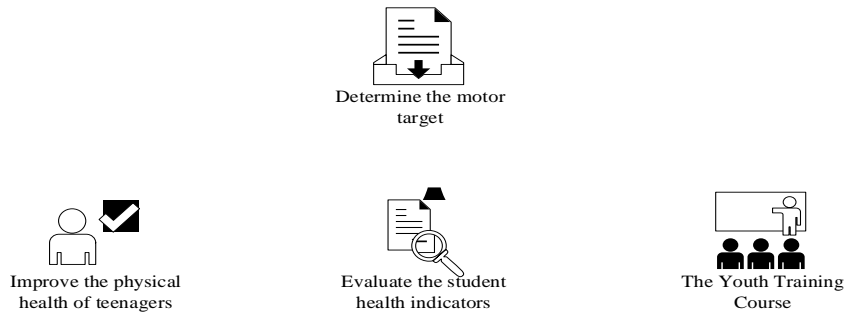 Determine the motor
target
Improve the physical
health of teenagers
Evaluate the student
health indicators
The Youth Training
Course